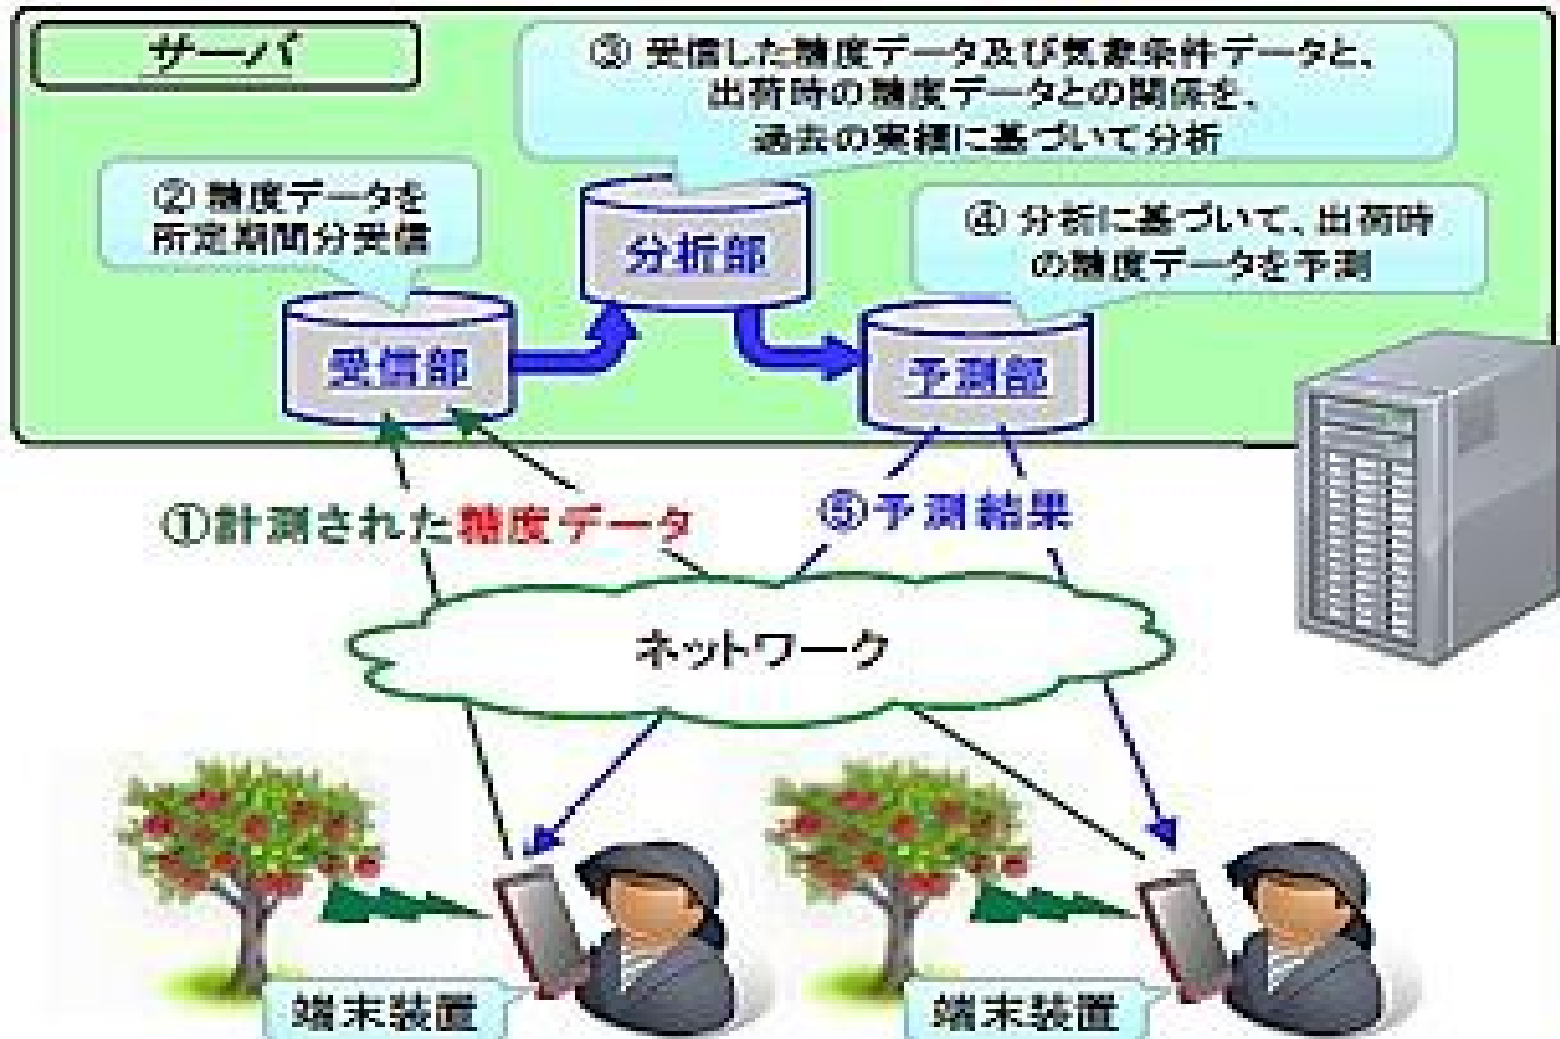 サーバ
③ 受信した糖度データ及び気象条件データと、
出荷時の糖度データとの関係を、
過去の実績に基づいて分析
② 糖度データを
所定期間分受信
分析部
④ 分析に基づいて、出荷時
の糖度データを予測
受信部
予測部
①計測された糖度データ
⑤予測結果
ネットワーク
端末装置
端末装置